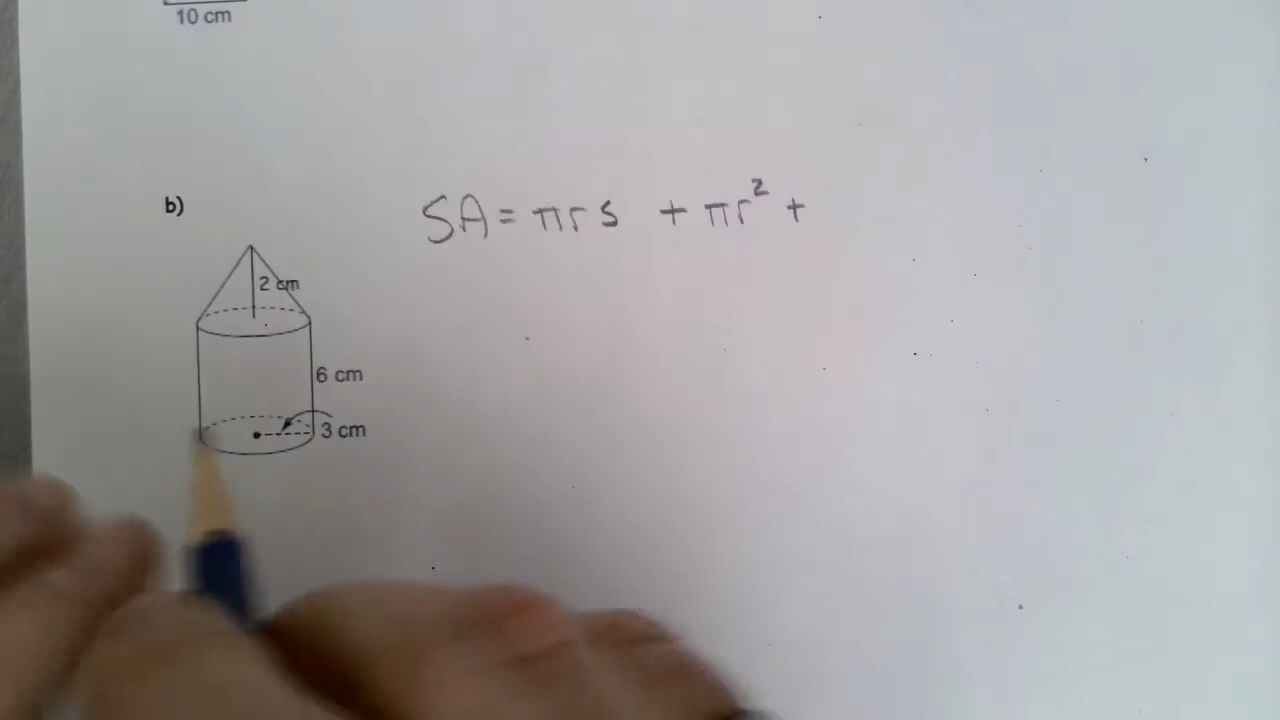 10 cm
b)
SA = πrs + πr² +
2 cm
6 cm
3 cm